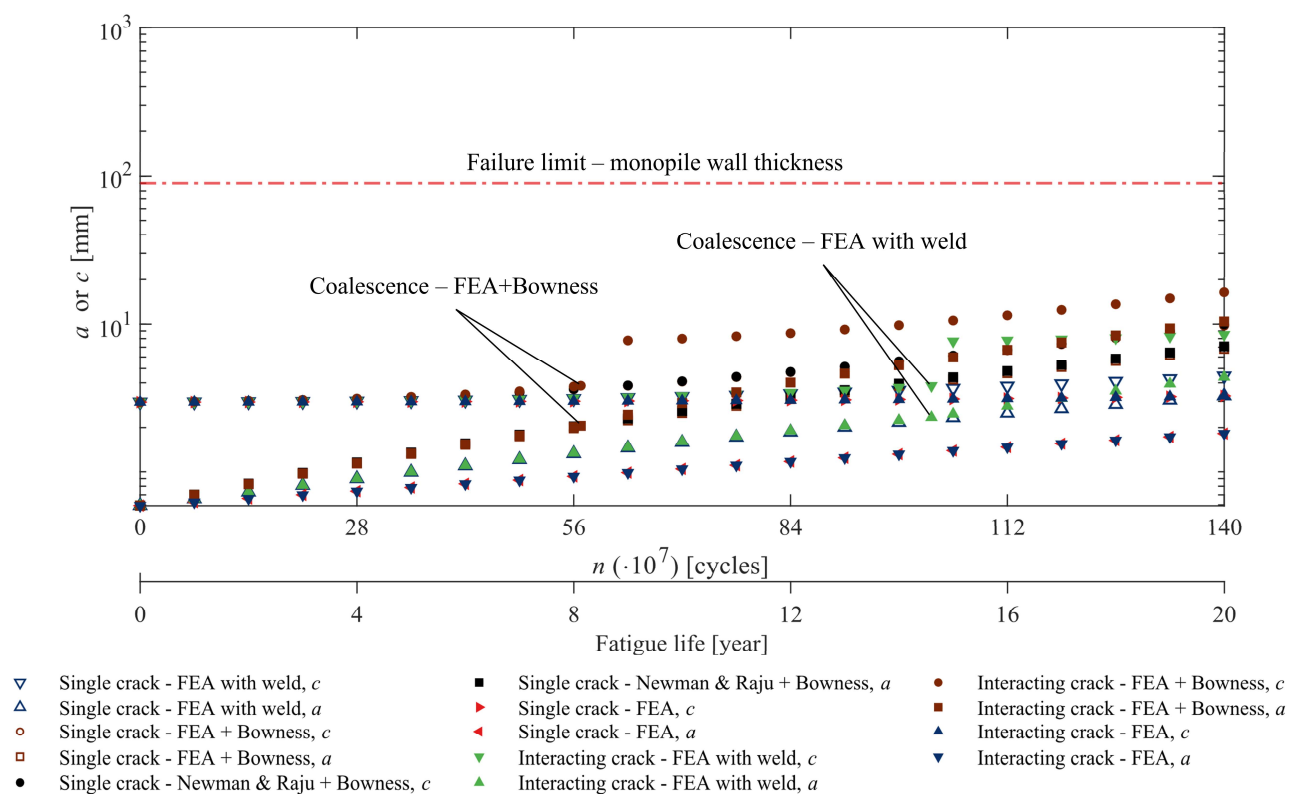 10^3
Failure limit – monopile wall thickness
10^2
a or c [mm]
Coalescence – FEA with weld
Coalescence – FEA+Bowness
10^1
0 28 56 84 112 140
n (·10^7) [cycles]
0 4 8 12 16 20
Fatigue life [year]
Single crack - FEA with weld, c
Single crack - FEA with weld, a
Single crack - FEA + Bowness, c
Single crack - FEA + Bowness, a
Single crack - Newman & Raju + Bowness, c
Single crack - Newman & Raju + Bowness, a
Single crack - FEA, c
Single crack - FEA, a
Interacting crack - FEA with weld, c
Interacting crack - FEA with weld, a
Interacting crack - FEA + Bowness, c
Interacting crack - FEA + Bowness, a
Interacting crack - FEA, c
Interacting crack - FEA, a